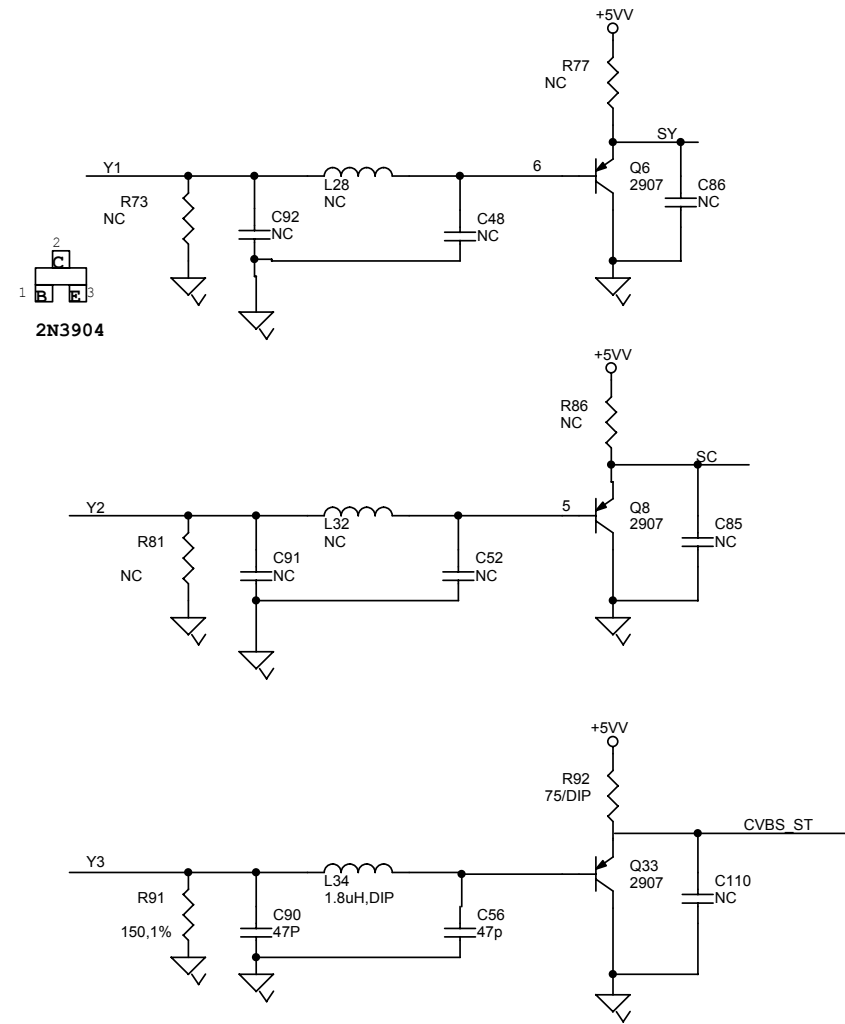 +5VV
R77
NC
SY
Y1
6
Q6
2907
C86
NC
R73
NC
L28
NC
C92
NC
C48
NC
2
C
1
B
E
3
2N3904
+5VV
R86
NC
SC
Y2
5
Q8
2907
C85
NC
R81
NC
L32
NC
C91
NC
C52
NC
+5VV
R92
75/DIP
CVBS_ST
Y3
Q33
2907
C110
NC
R91
150,1%
L34
1.8uH,DIP
C90
47P
C56
47p